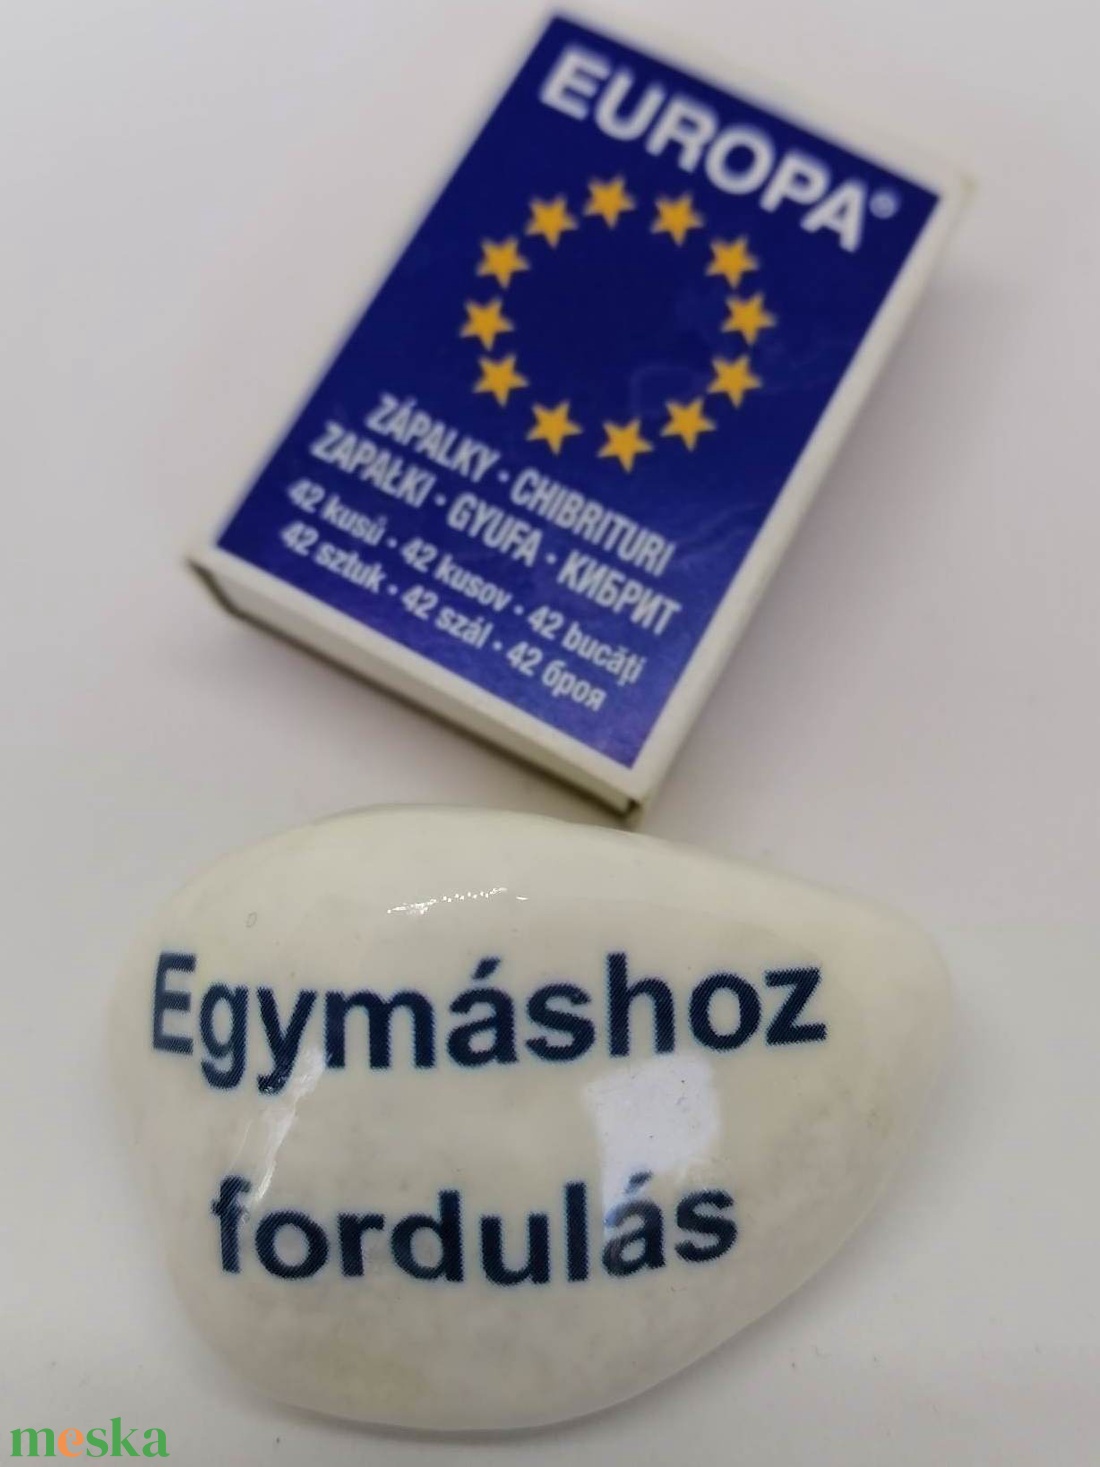 EUROPA®
ZÁPALKY · CHIBRITURI
ZAPAŁKI · GYUFA · КИБРИТ
42 kusů · 42 kusov · 42 bucăți
42 sztuk · 42 szál · 42 броя
Egymáshoz
fordulás
meska